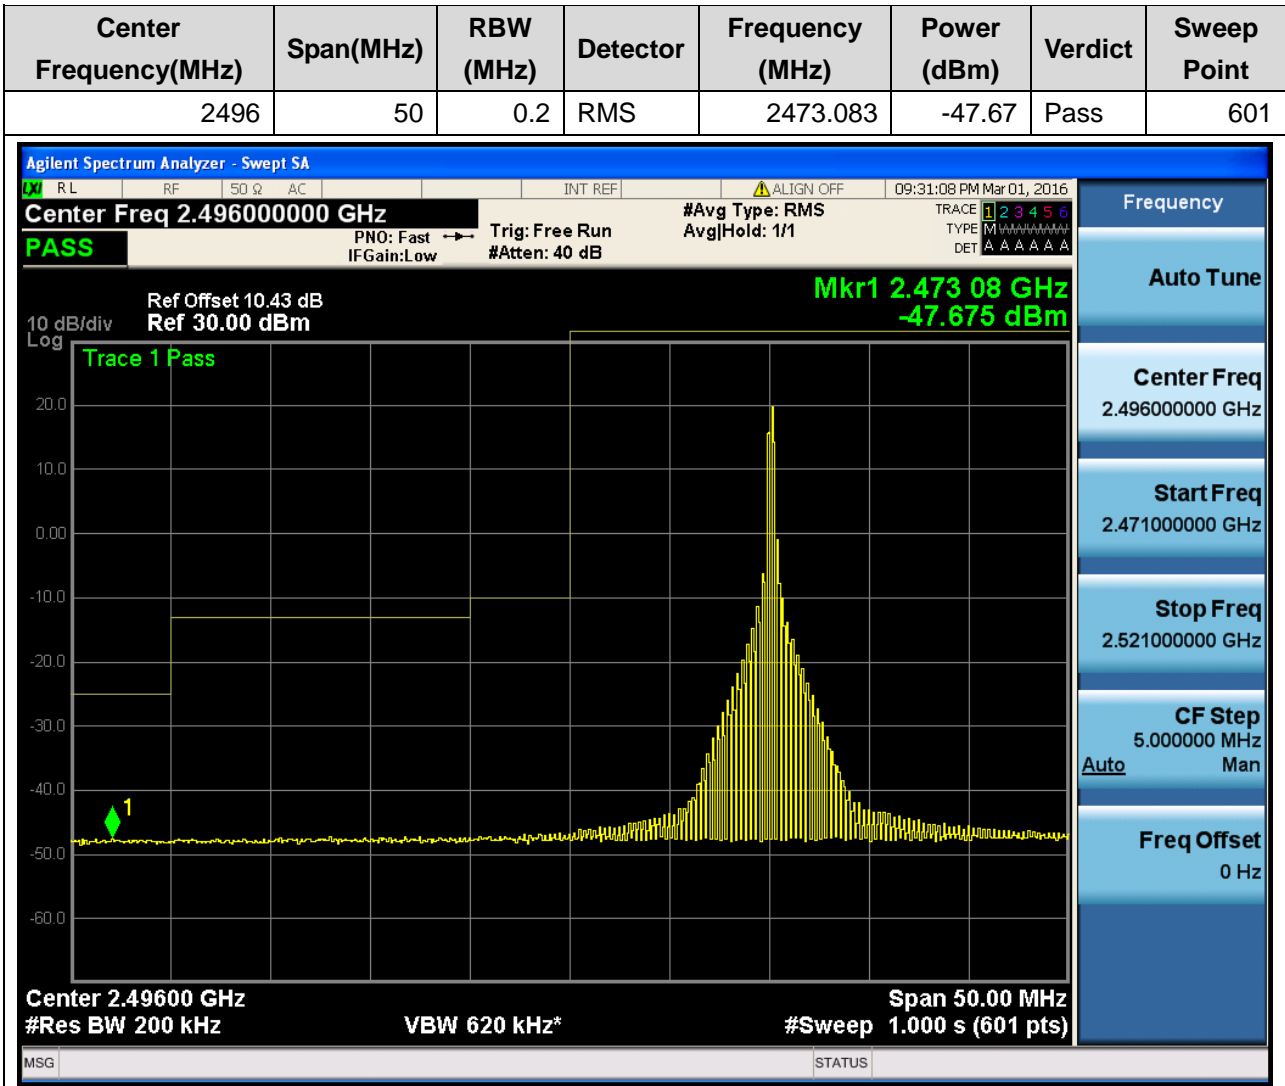 Center Frequency(MHz) Span(MHz) RBW (MHz) Detector Frequency (MHz) Power (dBm) Verdict Sweep Point
2496 50 0.2 RMS 2473.083 -47.67 Pass 601
Agilent Spectrum Analyzer - Swept SA
LXI RL RF 50 Ω AC INT REF ALIGN OFF 09:31:08 PM Mar 01, 2016
Center Freq 2.496000000 GHz
PASS
PNO: Fast
IFGain:Low
Trig: Free Run
#Atten: 40 dB
#Avg Type: RMS
Avg|Hold: 1/1
TRACE 1 2 3 4 5 6
TYPE M WWWWW
DET A A A A A A
Mkr1 2.473 08 GHz
-47.675 dBm
Ref Offset 10.43 dB
10 dB/div Ref 30.00 dBm
Log
Trace 1 Pass
20.0
10.0
0.00
-10.0
-20.0
-30.0
-40.0
-50.0
-60.0
1
Center 2.49600 GHz Span 50.00 MHz
#Res BW 200 kHz VBW 620 kHz* #Sweep 1.000 s (601 pts)
MSG STATUS
Frequency
Auto Tune
Center Freq
2.496000000 GHz
Start Freq
2.471000000 GHz
Stop Freq
2.521000000 GHz
CF Step
5.000000 MHz
Auto Man
Freq Offset
0 Hz